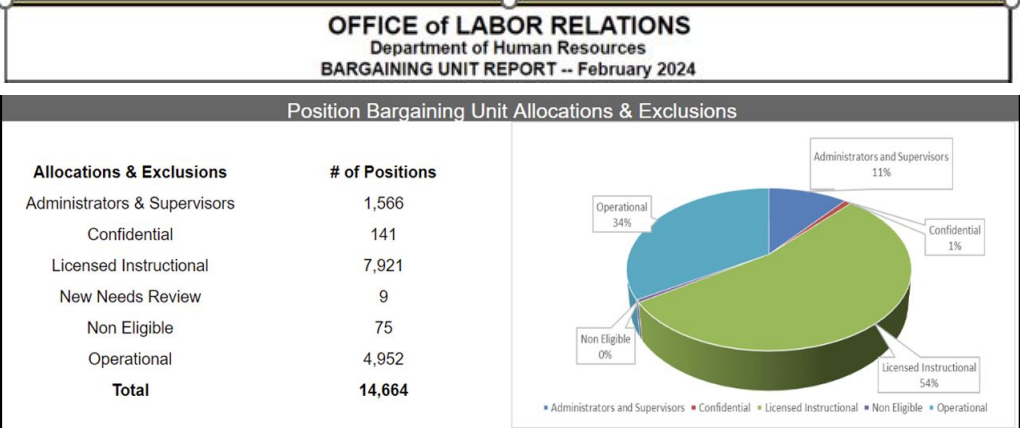 OFFICE of LABOR RELATIONS
Department of Human Resources
BARGAINING UNIT REPORT -- February 2024
Position Bargaining Unit Allocations & Exclusions
Allocations & Exclusions # of Positions
Administrators & Supervisors 1,566
Confidential 141
Licensed Instructional 7,921
New Needs Review 9
Non Eligible 75
Operational 4,952
Total 14,664
Administrators and Supervisors
11%
Operational
34%
Confidential
1%
Non Eligible
0%
Licensed Instructional
54%
Administrators and Supervisors Confidential Licensed Instructional Non Eligible Operational